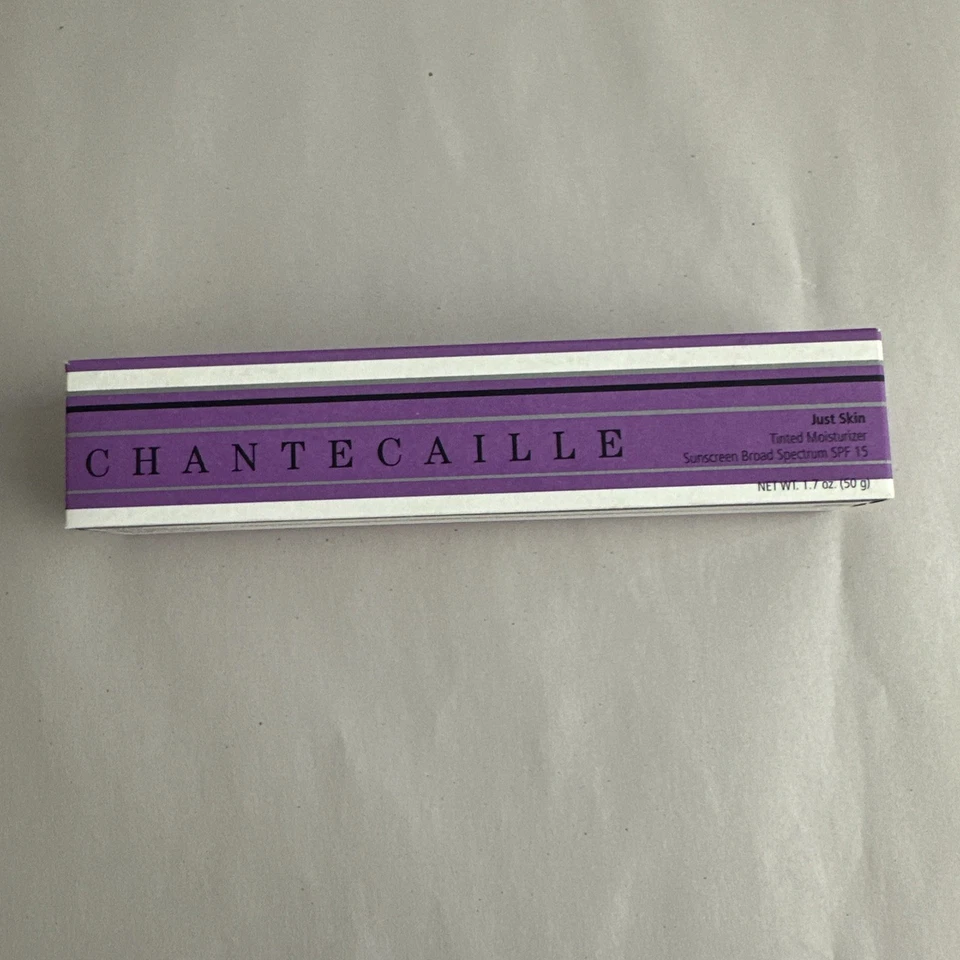 CHANTECAILLE
Just Skin
Tinted Moisturizer
Sunscreen Broad Spectrum SPF 15
NET WT. 1.7 oz. (50 g)